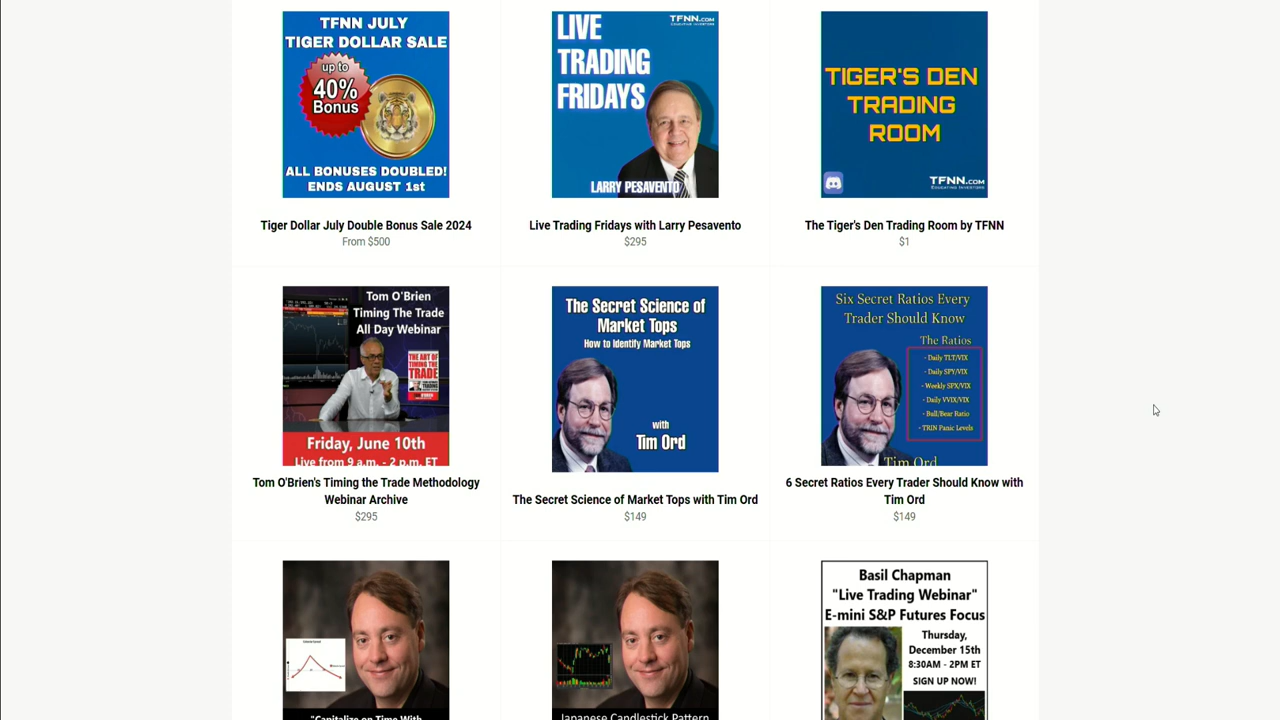 TFNN JULY
TIGER DOLLAR SALE
up to
40%
Bonus
ALL BONUSES DOUBLED!
ENDS AUGUST 1st
Tiger Dollar July Double Bonus Sale 2024
From $500
TFNN.COM
EDUCATING INVESTORS
LIVE
TRADING
FRIDAYS
LARRY PESAVENTO
Live Trading Fridays with Larry Pesavento
$295
TIGER'S DEN
TRADING
ROOM
TFNN.COM
EDUCATING INVESTORS
The Tiger's Den Trading Room by TFNN
$1
Tom O'Brien
Timing The Trade
All Day Webinar
THE ART OF
TIMING THE
TRADE
Friday, June 10th
Live from 9 a.m. - 2 p.m. ET
Tom O'Brien's Timing the Trade Methodology
Webinar Archive
$295
The Secret Science of
Market Tops
How to Identify Market Tops
with
Tim Ord
The Secret Science of Market Tops with Tim Ord
$149
Six Secret Ratios Every
Trader Should Know
The Ratios
- Daily TLT/VIX
- Daily SPY/VIX
- Weekly SPX/VIX
- Daily VVIX/VIX
- Bull/Bear Ratio
- TRIN Panic Levels
Tim Ord
6 Secret Ratios Every Trader Should Know with
Tim Ord
$149
"Capitalize on Time With
Japanese Candlestick Pattern
Basil Chapman
"Live Trading Webinar"
E-mini S&P Futures Focus
Thursday,
December 15th
8:30AM - 2PM ET
SIGN UP NOW!